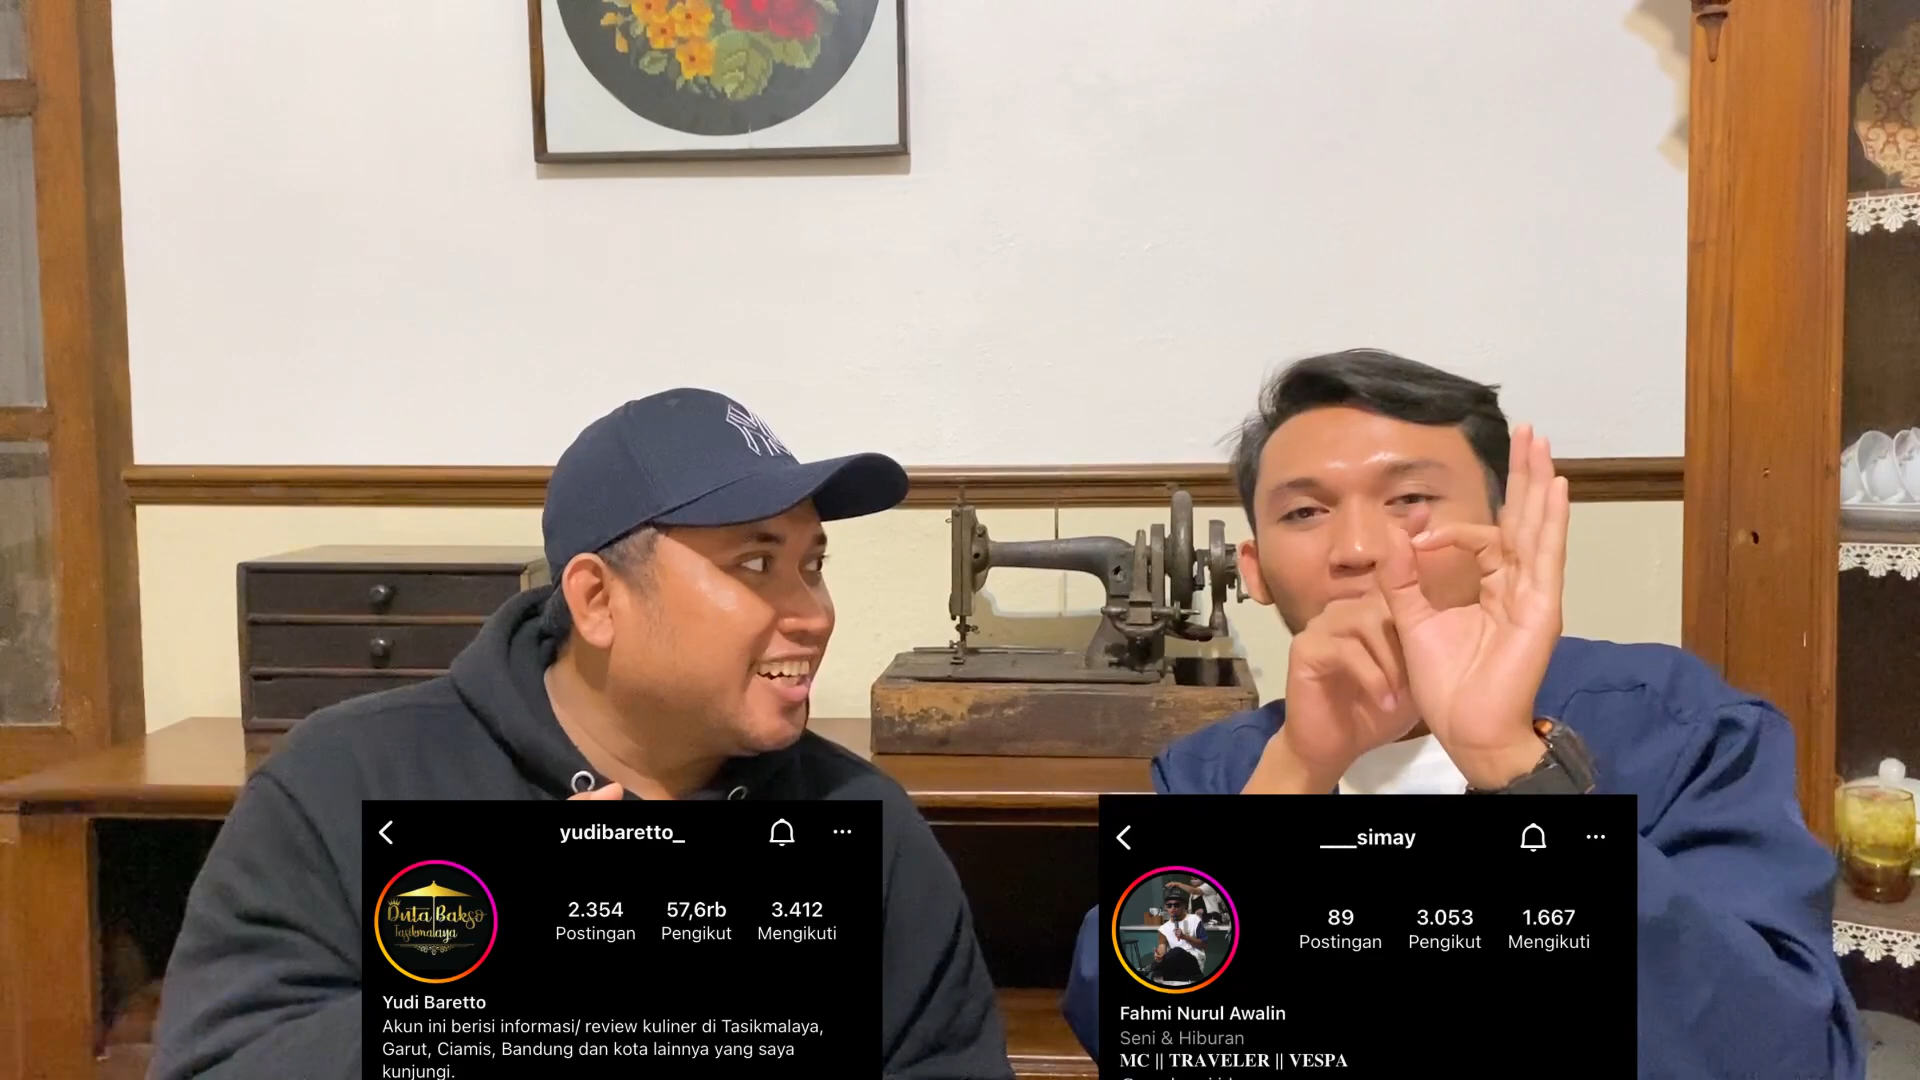 yudibaretto_
Duta Bakso
Tasikmalaya
2.354 57,6rb 3.412
Postingan Pengikut Mengikuti
Yudi Baretto
Akun ini berisi informasi/ review kuliner di Tasikmalaya,
Garut, Ciamis, Bandung dan kota lainnya yang saya
kunjungi.
___simay
89 3.053 1.667
Postingan Pengikut Mengikuti
Fahmi Nurul Awalin
Seni & Hiburan
MC || TRAVELER || VESPA